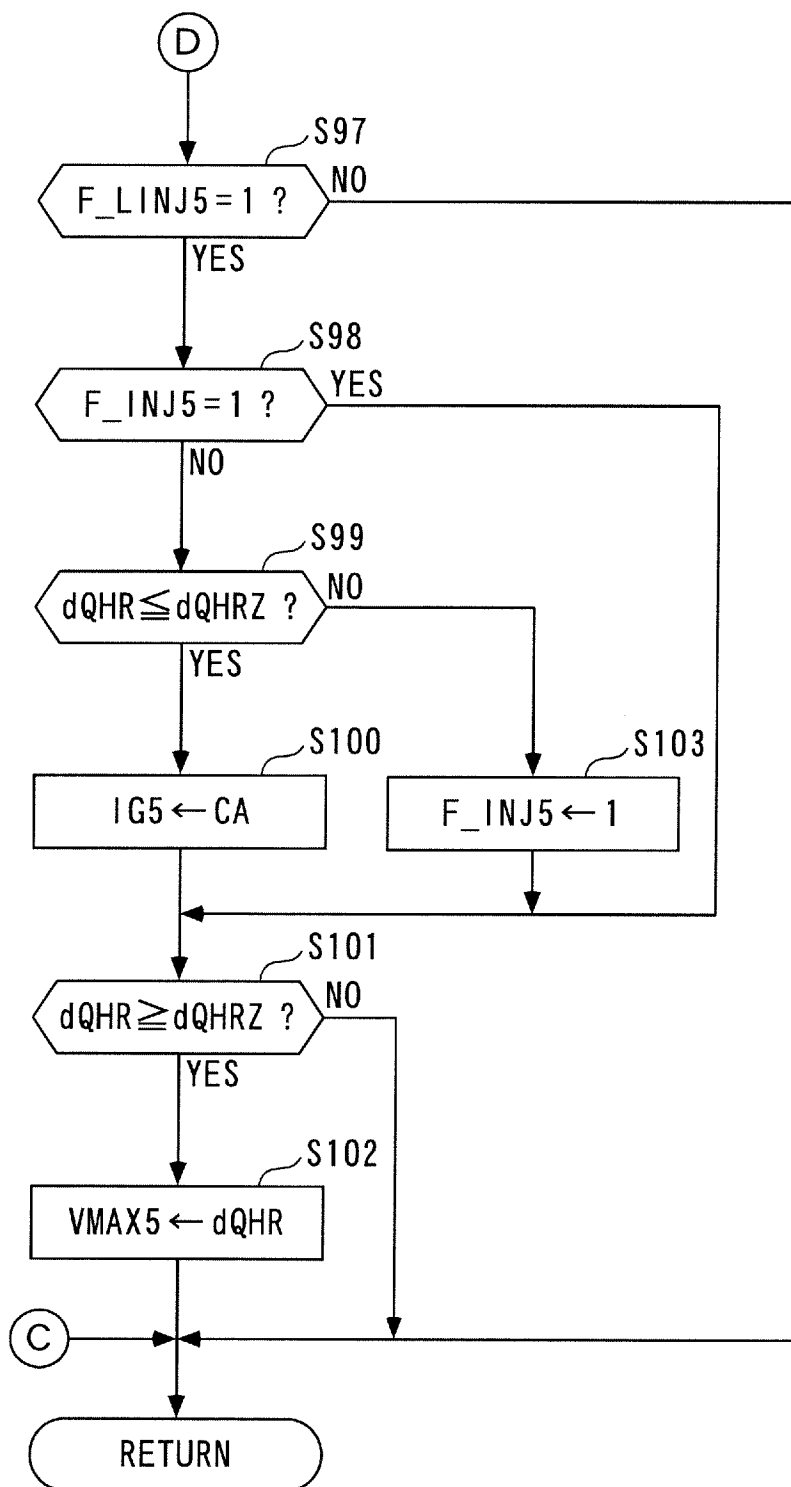 D
S97
F_LINJ5=1 ?
NO
YES
S98
F_INJ5=1 ?
YES
NO
S99
dQHR≦dQHRZ ?
NO
YES
S100
IG5←CA
S103
F_INJ5←1
S101
dQHR≧dQHRZ ?
NO
YES
S102
VMAX5←dQHR
C
RETURN